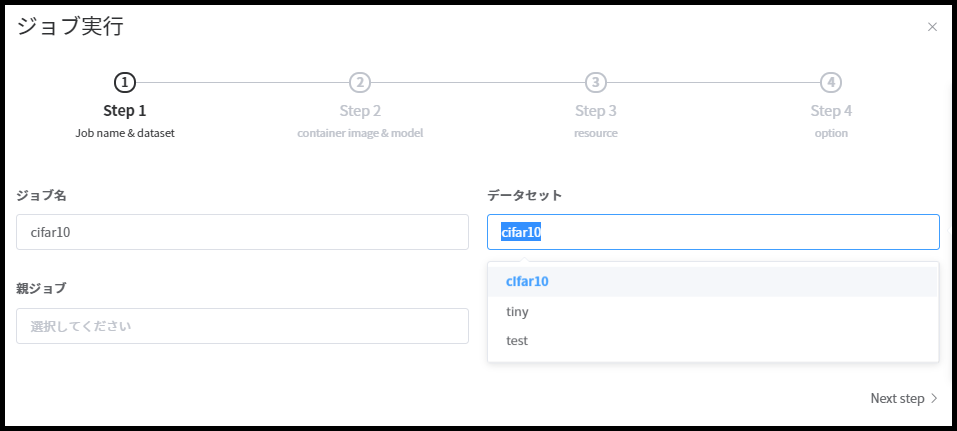 ジョブ実行
1 2 3 4
Step 1 Step 2 Step 3 Step 4
Job name & dataset container image & model resource option
ジョブ名 データセット
cifar10 cifar10
cifar10
親ジョブ
tiny
選択してください
test
Next step